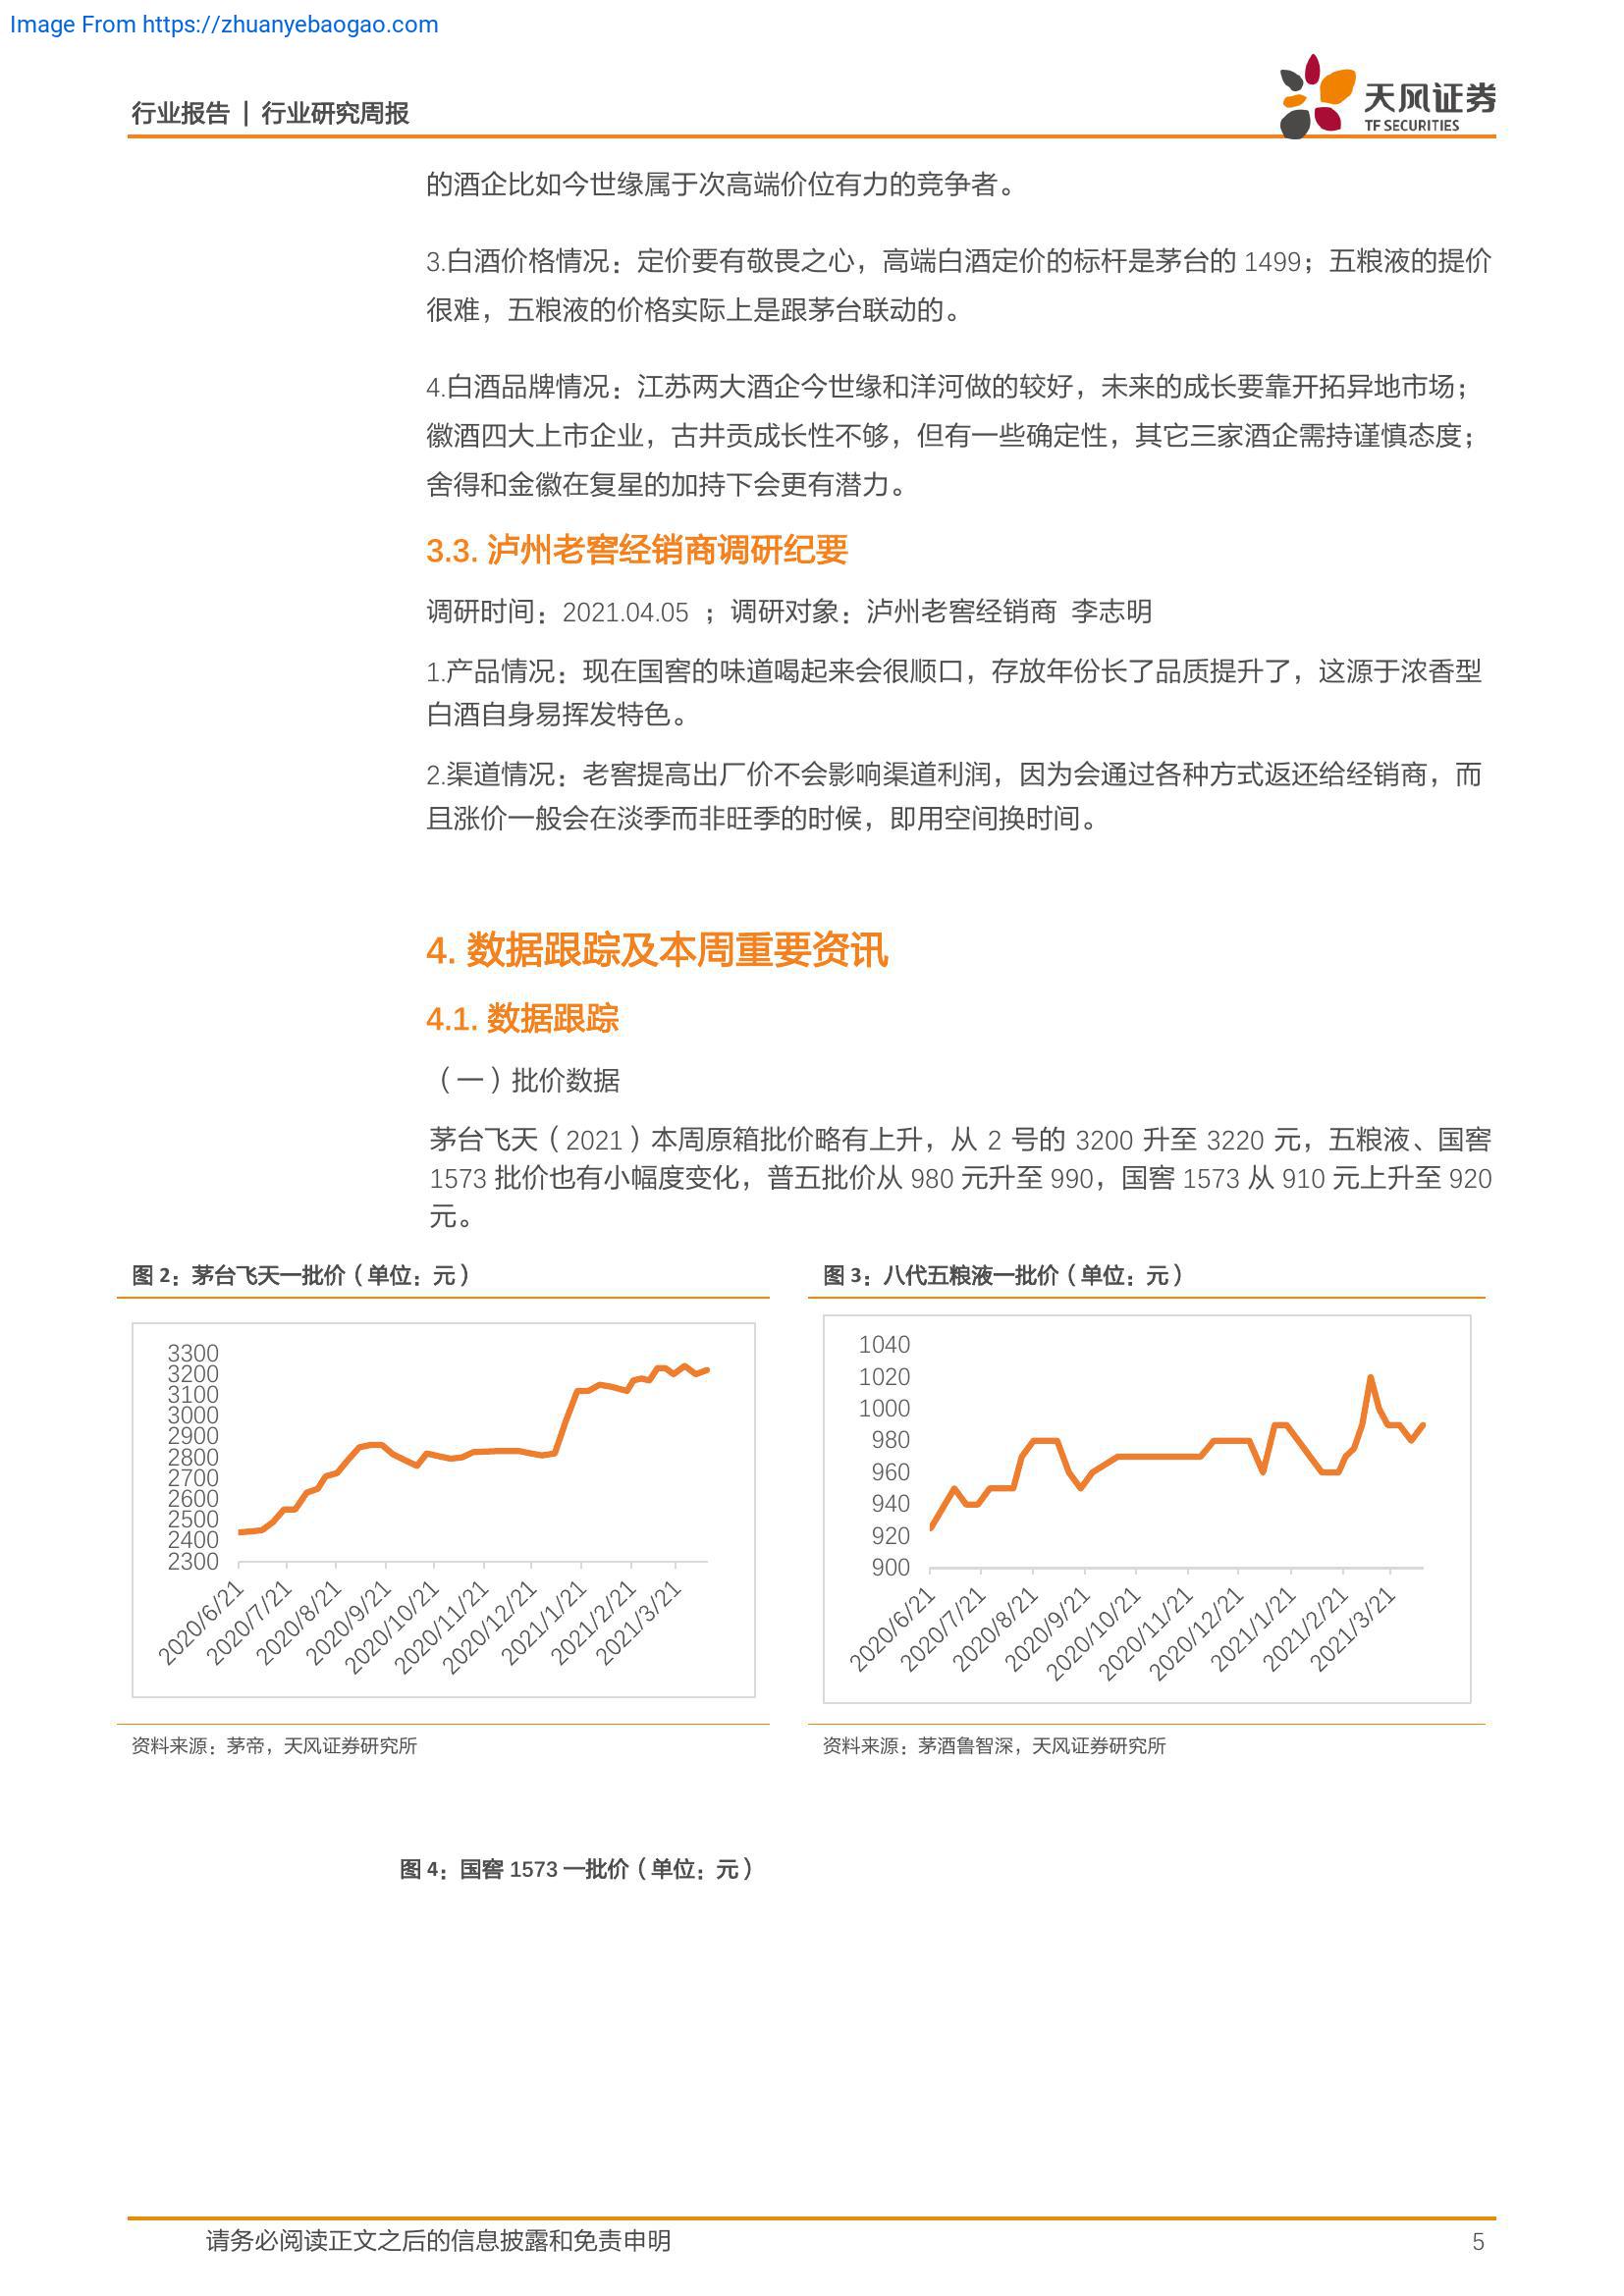 Image From https://zhuanyebaogao.com
行业报告 | 行业研究周报
天风证券
TF SECURITIES
的酒企比如今世缘属于次高端价位有力的竞争者。
3.白酒价格情况：定价要有敬畏之心，高端白酒定价的标杆是茅台的 1499；五粮液的提价
很难，五粮液的价格实际上是跟茅台联动的。
4.白酒品牌情况：江苏两大酒企今世缘和洋河做的较好，未来的成长要靠开拓异地市场；
徽酒四大上市企业，古井贡成长性不够，但有一些确定性，其它三家酒企需持谨慎态度；
舍得和金徽在复星的加持下会更有潜力。
3.3. 泸州老窖经销商调研纪要
调研时间：2021.04.05 ；调研对象：泸州老窖经销商 李志明
1.产品情况：现在国窖的味道喝起来会很顺口，存放年份长了品质提升了，这源于浓香型
白酒自身易挥发特色。
2.渠道情况：老窖提高出厂价不会影响渠道利润，因为会通过各种方式返还给经销商，而
且涨价一般会在淡季而非旺季的时候，即用空间换时间。
4. 数据跟踪及本周重要资讯
4.1. 数据跟踪
（一）批价数据
茅台飞天（2021）本周原箱批价略有上升，从 2 号的 3200 升至 3220 元，五粮液、国窖
1573 批价也有小幅度变化，普五批价从 980 元升至 990，国窖 1573 从 910 元上升至 920
元。
图 2：茅台飞天一批价（单位：元）
3300
3200
3100
3000
2900
2800
2700
2600
2500
2400
2300
2020/6/21
2020/7/21
2020/8/21
2020/9/21
2020/10/21
2020/11/21
2020/12/21
2021/1/21
2021/2/21
2021/3/21
资料来源：茅帝，天风证券研究所
图 3：八代五粮液一批价（单位：元）
1040
1020
1000
980
960
940
920
900
2020/6/21
2020/7/21
2020/8/21
2020/9/21
2020/10/21
2020/11/21
2020/12/21
2021/1/21
2021/2/21
2021/3/21
资料来源：茅酒鲁智深，天风证券研究所
图 4：国窖 1573 一批价（单位：元）
请务必阅读正文之后的信息披露和免责申明
5